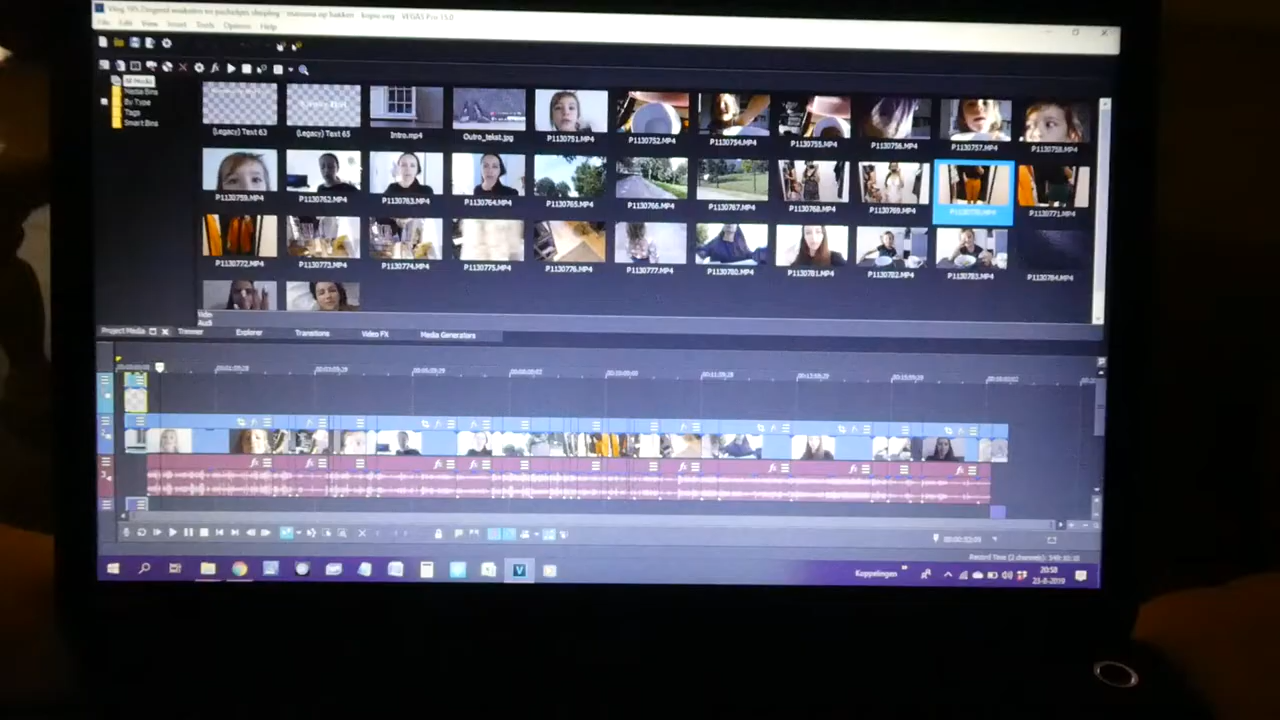 VEGAS Pro 15.0
File Edit View Insert Tools Options Help
All Media
Media Bins
By Type
Tags
Smart Bins
(Legacy) Text 63 (Legacy) Text 65 Intro.mp4 Outro_tekst.jpg P1130751.MP4 P1130752.MP4 P1130754.MP4 P1130755.MP4 P1130756.MP4 P1130757.MP4 P1130758.MP4
P1130759.MP4 P1130762.MP4 P1130763.MP4 P1130764.MP4 P1130765.MP4 P1130766.MP4 P1130767.MP4 P1130768.MP4 P1130769.MP4 P1130770.MP4 P1130771.MP4
P1130772.MP4 P1130773.MP4 P1130774.MP4 P1130775.MP4 P1130776.MP4 P1130777.MP4 P1130780.MP4 P1130781.MP4 P1130782.MP4 P1130783.MP4 P1130784.MP4
Project Media Trimmer Explorer Transitions Video FX Media Generators
Record Time (2 channels):
Koppelingen 20:58
23-8-2019